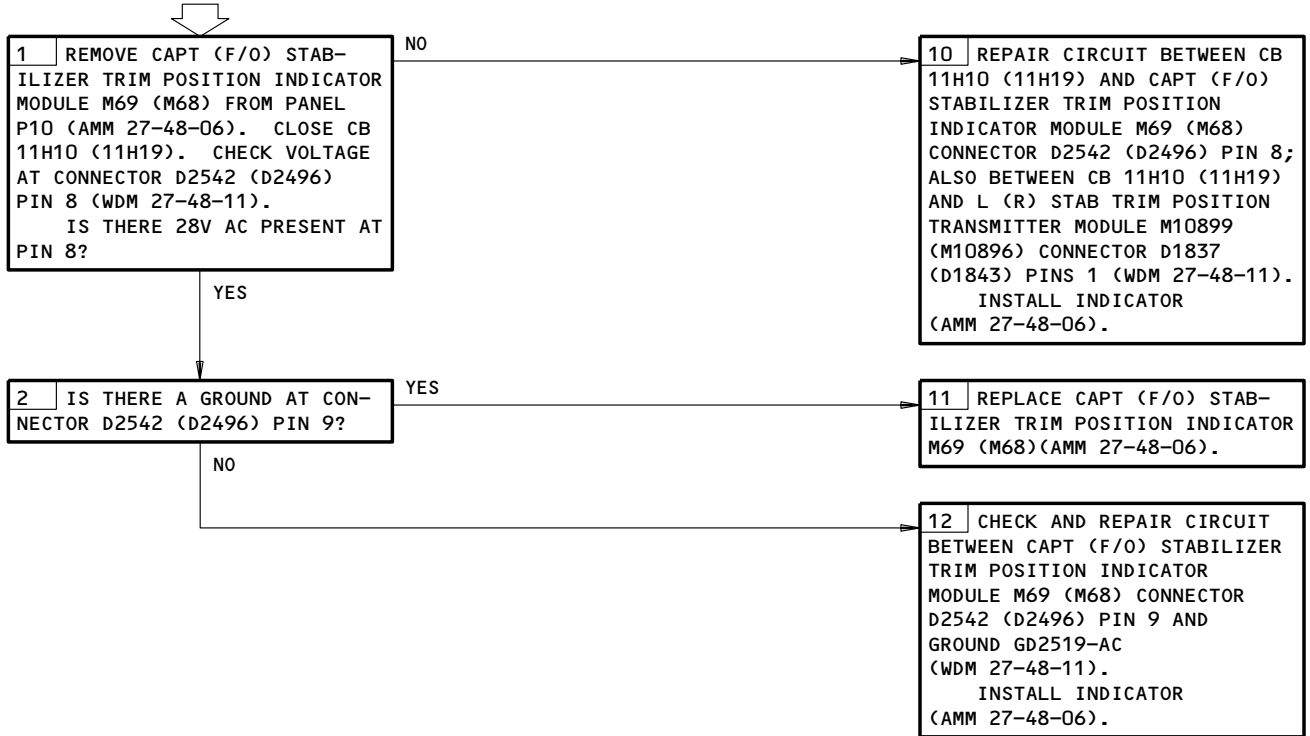 1 REMOVE CAPT (F/O) STAB-
ILIZER TRIM POSITION INDICATOR
MODULE M69 (M68) FROM PANEL
P10 (AMM 27-48-06). CLOSE CB
11H10 (11H19). CHECK VOLTAGE
AT CONNECTOR D2542 (D2496)
PIN 8 (WDM 27-48-11).
IS THERE 28V AC PRESENT AT
PIN 8?
NO
10 REPAIR CIRCUIT BETWEEN CB
11H10 (11H19) AND CAPT (F/O)
STABILIZER TRIM POSITION
INDICATOR MODULE M69 (M68)
CONNECTOR D2542 (D2496) PIN 8;
ALSO BETWEEN CB 11H10 (11H19)
AND L (R) STAB TRIM POSITION
TRANSMITTER MODULE M10899
(M10896) CONNECTOR D1837
(D1843) PINS 1 (WDM 27-48-11).
INSTALL INDICATOR
(AMM 27-48-06).
YES
2 IS THERE A GROUND AT CON-
NECTOR D2542 (D2496) PIN 9?
YES
11 REPLACE CAPT (F/O) STAB-
ILIZER TRIM POSITION INDICATOR
M69 (M68)(AMM 27-48-06).
NO
12 CHECK AND REPAIR CIRCUIT
BETWEEN CAPT (F/O) STABILIZER
TRIM POSITION INDICATOR
MODULE M69 (M68) CONNECTOR
D2542 (D2496) PIN 9 AND
GROUND GD2519-AC
(WDM 27-48-11).
INSTALL INDICATOR
(AMM 27-48-06).